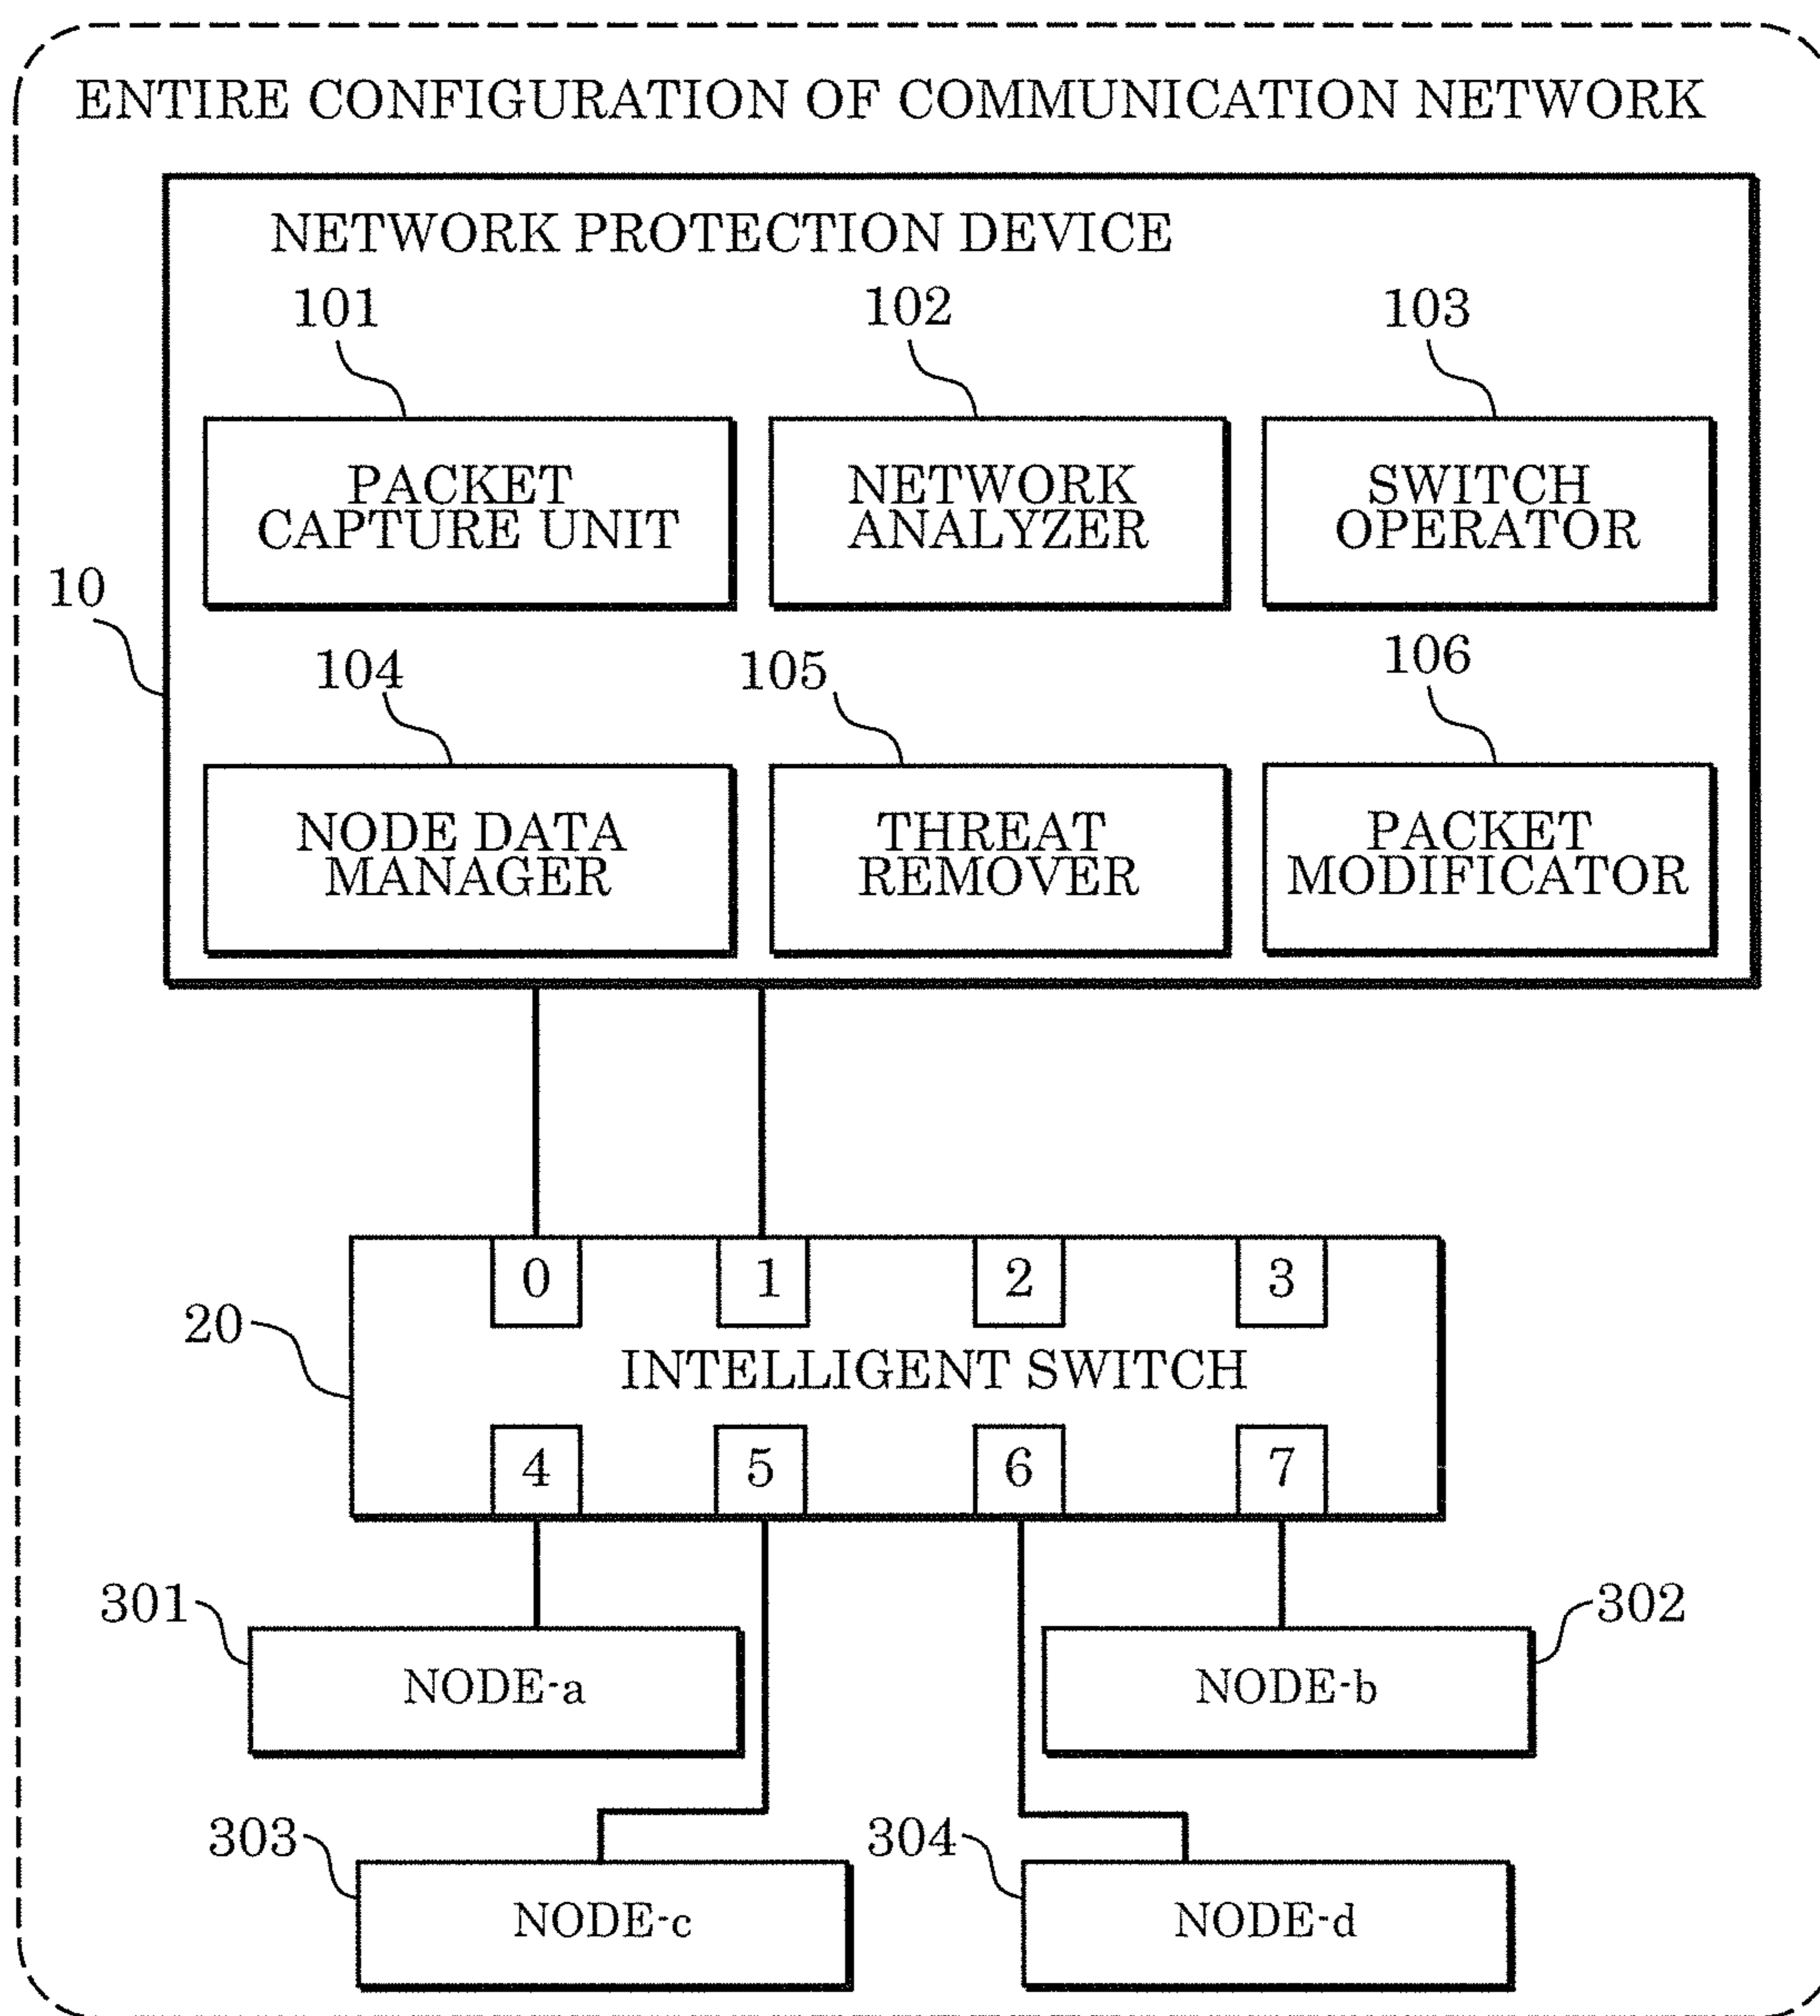 ENTIRE CONFIGURATION OF COMMUNICATION NETWORK
NETWORK PROTECTION DEVICE
101
102
103
PACKET
CAPTURE UNIT
NETWORK
ANALYZER
SWITCH
OPERATOR
10
104
105
106
NODE DATA
MANAGER
THREAT
REMOVER
PACKET
MODIFICATOR
0
1
2
3
20
INTELLIGENT SWITCH
4
5
6
7
301
302
NODE-a
NODE-b
303
304
NODE-c
NODE-d